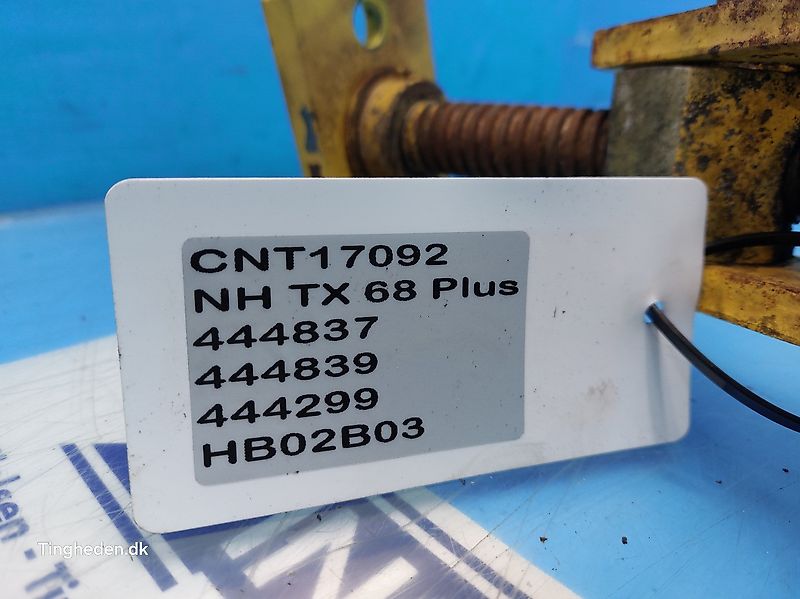 CNT17092
NH TX 68 Plus
444837
444839
444299
HB02B03
Tingheden.dk